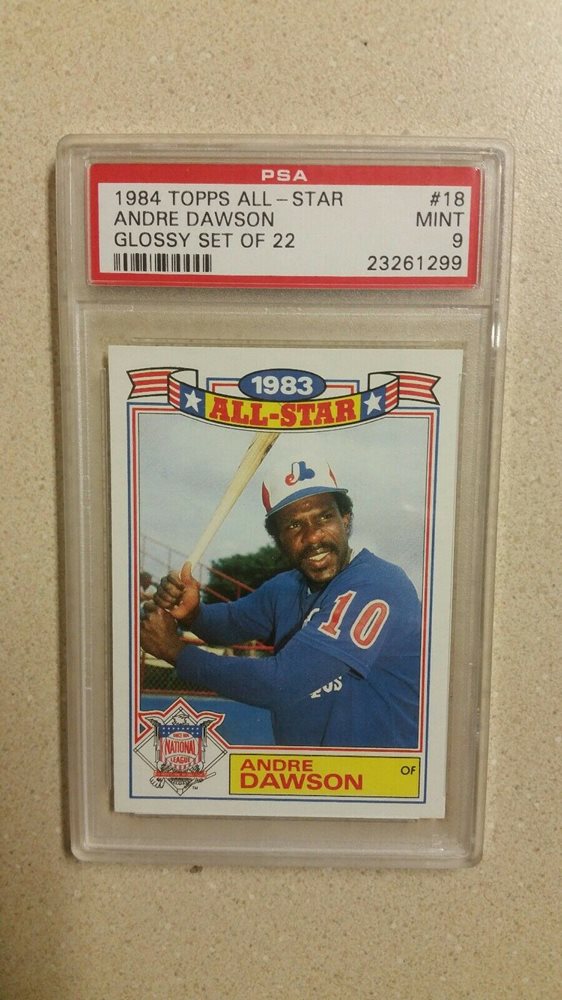 PSA
1984 TOPPS ALL-STAR #18
ANDRE DAWSON MINT
GLOSSY SET OF 22 9
23261299
1983
ALL-STAR
10
NATIONAL
LEAGUE
TM
ANDRE
DAWSON
OF